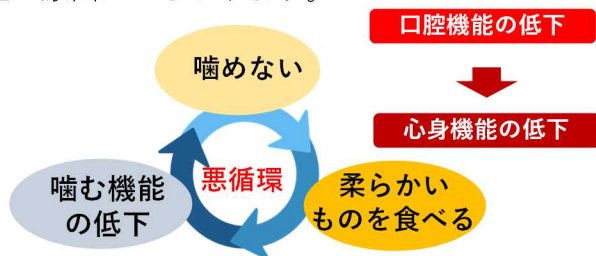 口腔機能の低下
噛めない
心身機能の低下
悪循環
噛む機能
の低下
柔らかい
ものを食べる